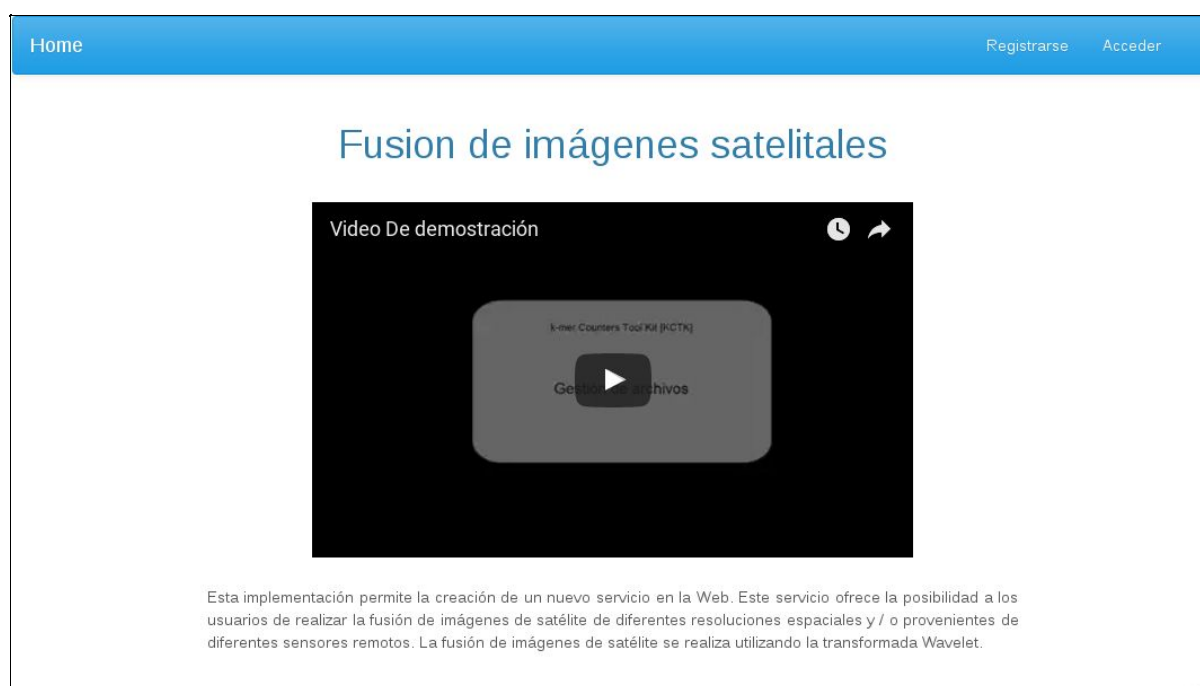 Home Registrarse Acceder
Fusion de imágenes satelitales
Video De demostración
k-mer Counters Tool Kit [KCTK]
Gestión de archivos
Esta implementación permite la creación de un nuevo servicio en la Web. Este servicio ofrece la posibilidad a los
usuarios de realizar la fusión de imágenes de satélite de diferentes resoluciones espaciales y / o provenientes de
diferentes sensores remotos. La fusión de imágenes de satélite se realiza utilizando la transformada Wavelet.